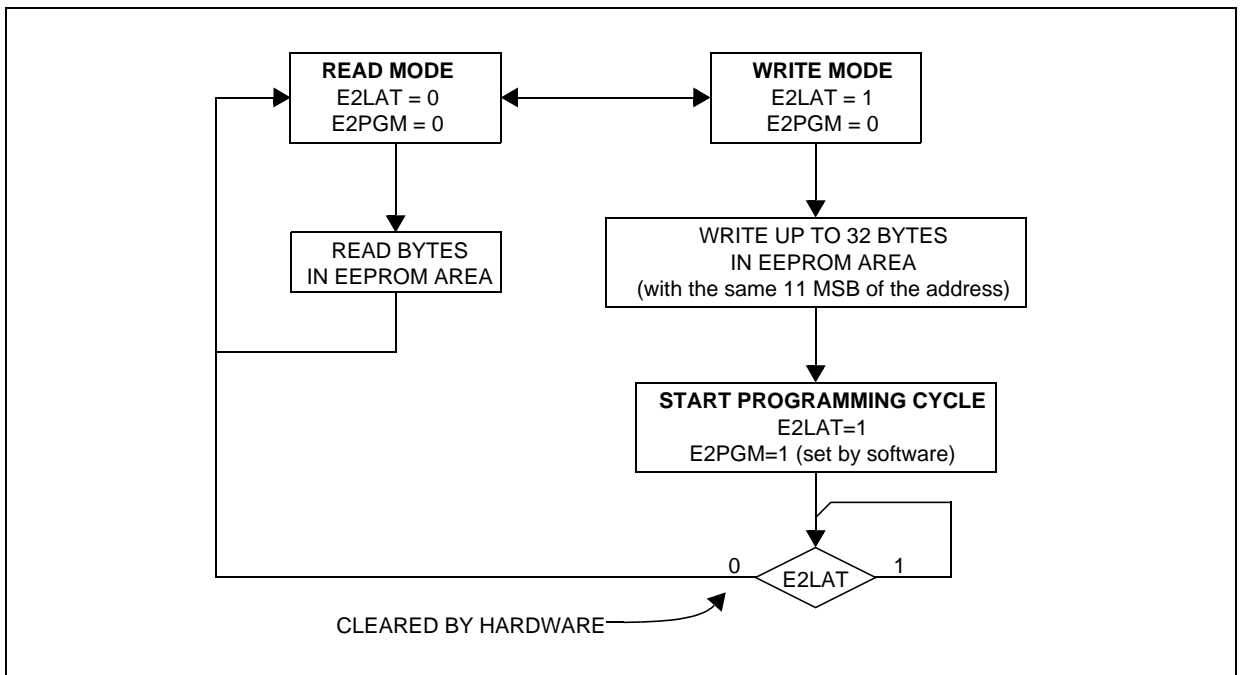 READ MODE
E2LAT = 0
E2PGM = 0
WRITE MODE
E2LAT = 1
E2PGM = 0
READ BYTES
IN EEPROM AREA
WRITE UP TO 32 BYTES
IN EEPROM AREA
(with the same 11 MSB of the address)
START PROGRAMMING CYCLE
E2LAT=1
E2PGM=1 (set by software)
0
E2LAT
1
CLEARED BY HARDWARE